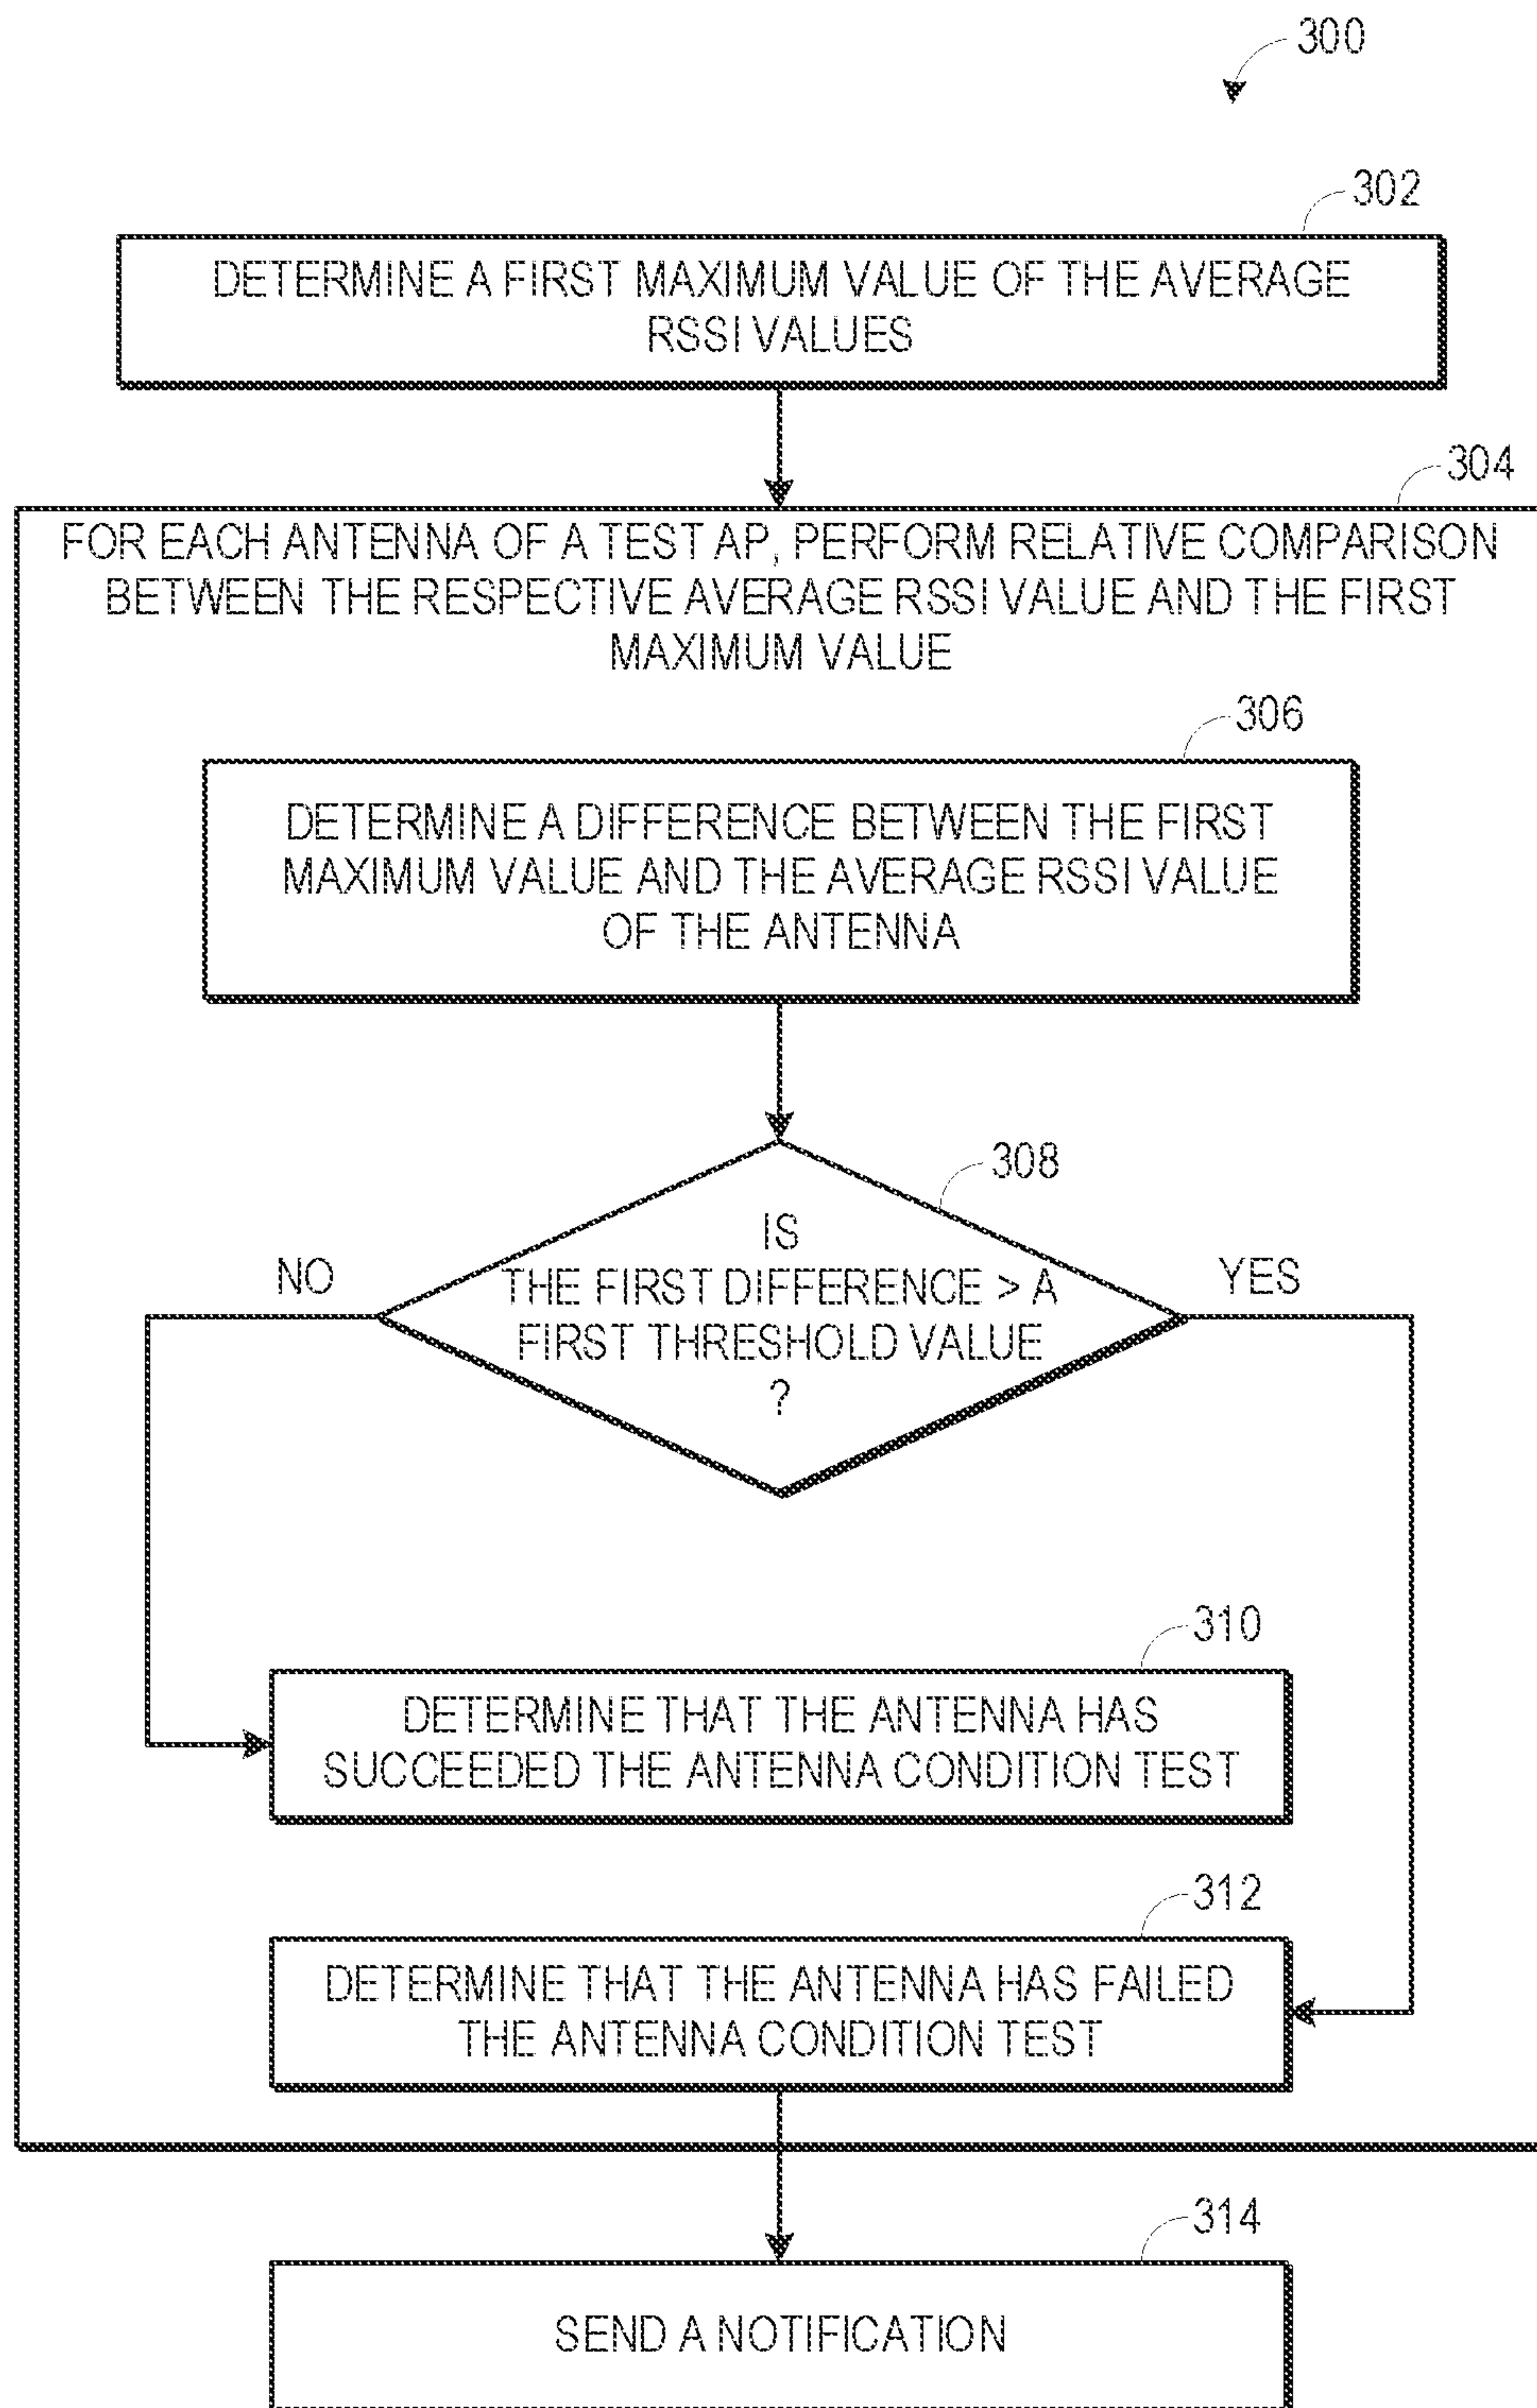 300
302
DETERMINE A FIRST MAXIMUM VALUE OF THE AVERAGE
RSSI VALUES
304
FOR EACH ANTENNA OF A TEST AP, PERFORM RELATIVE COMPARISON
BETWEEN THE RESPECTIVE AVERAGE RSSI VALUE AND THE FIRST
MAXIMUM VALUE
306
DETERMINE A DIFFERENCE BETWEEN THE FIRST
MAXIMUM VALUE AND THE AVERAGE RSSI VALUE
OF THE ANTENNA
308
IS
THE FIRST DIFFERENCE > A
FIRST THRESHOLD VALUE
?
NO
YES
310
DETERMINE THAT THE ANTENNA HAS
SUCCEEDED THE ANTENNA CONDITION TEST
312
DETERMINE THAT THE ANTENNA HAS FAILED
THE ANTENNA CONDITION TEST
314
SEND A NOTIFICATION